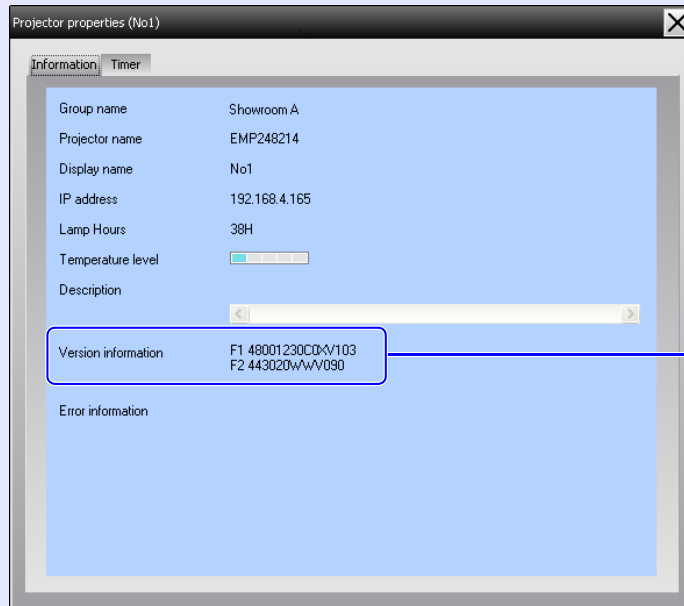 Projector properties (No1)
Information Timer
Group name Showroom A
Projector name EMP248214
Display name No1
IP address 192.168.4.165
Lamp Hours 38H
Temperature level
Description
Version information F1 48001230C0XV103
F2 443020WWV090
Error information